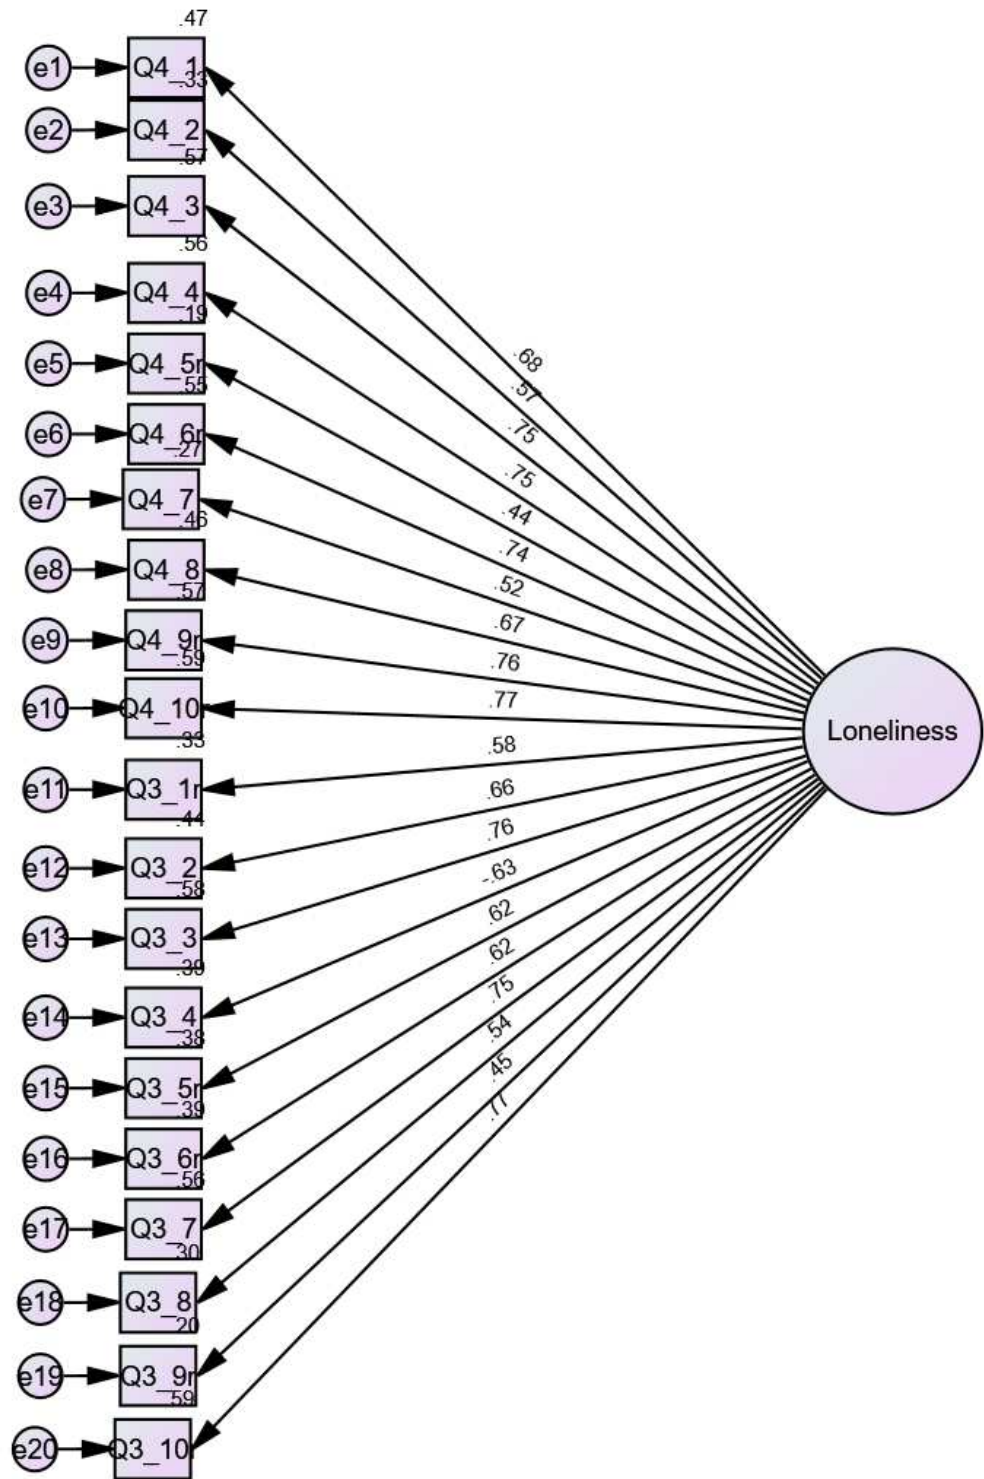 .47
e1 Q4_1
.33
e2 Q4_2
.57
e3 Q4_3
.56
e4 Q4_4
.19
e5 Q4_5r
.55
e6 Q4_6r
.27
e7 Q4_7
.46
e8 Q4_8
.57
e9 Q4_9r
.59
e10 Q4_10r
.33
e11 Q3_1r
.44
e12 Q3_2
.58
e13 Q3_3
.39
e14 Q3_4
.38
e15 Q3_5r
.39
e16 Q3_6r
.56
e17 Q3_7
.30
e18 Q3_8
.20
e19 Q3_9r
.59
e20 Q3_10
.68
.57
.75
.75
.44
.74
.52
.67
.76
.77
.58
.66
.76
-.63
.62
.62
.75
.54
.45
.77
Loneliness